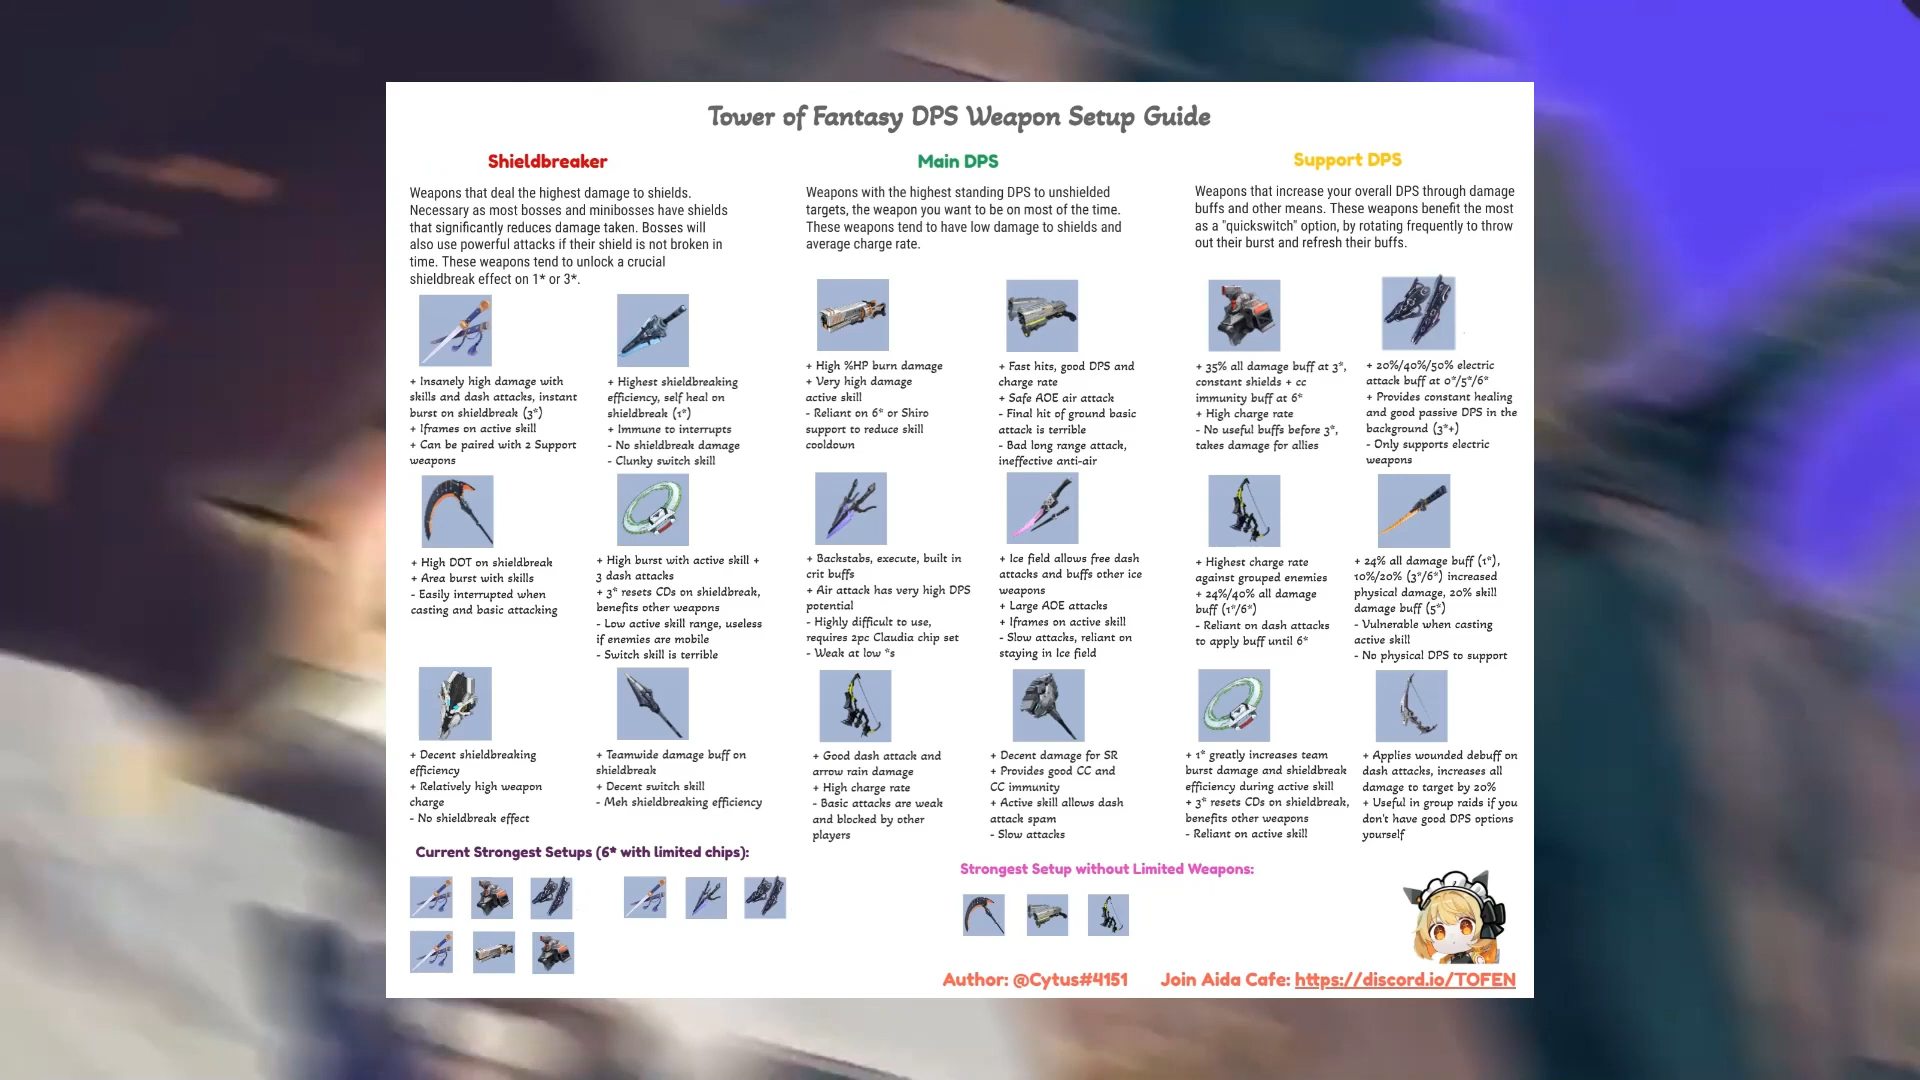 Tower of Fantasy DPS Weapon Setup Guide
Shieldbreaker
Weapons that deal the highest damage to shields.
Necessary as most bosses and minibosses have shields
that significantly reduces damage taken. Bosses will
also use powerful attacks if their shield is not broken in
time. These weapons tend to unlock a crucial
shieldbreak effect on 1* or 3*.
+ Insanely high damage with
skills and dash attacks, instant
burst on shieldbreak (3*)
+ Iframes on active skill
+ Can be paired with 2 Support
weapons
+ Highest shieldbreaking
efficiency, self heal on
shieldbreak (1*)
+ Immune to interrupts
- No shieldbreak damage
- Clunky switch skill
+ High DOT on shieldbreak
+ Area burst with skills
- Easily interrupted when
casting and basic attacking
+ High burst with active skill +
3 dash attacks
+ 3* resets CDs on shieldbreak,
benefits other weapons
- Low active skill range, useless
if enemies are mobile
- Switch skill is terrible
+ Decent shieldbreaking
efficiency
+ Relatively high weapon
charge
- No shieldbreak effect
+ Teamwide damage buff on
shieldbreak
+ Decent switch skill
- Meh shieldbreaking efficiency
Main DPS
Weapons with the highest standing DPS to unshielded
targets, the weapon you want to be on most of the time.
These weapons tend to have low damage to shields and
average charge rate.
+ High %HP burn damage
+ Very high damage
active skill
- Reliant on 6* or Shiro
support to reduce skill
cooldown
+ Fast hits, good DPS and
charge rate
+ Safe AOE air attack
- Final hit of ground basic
attack is terrible
- Bad long range attack,
ineffective anti-air
+ Backstabs, execute, built in
crit buffs
+ Air attack has very high DPS
potential
- Highly difficult to use,
requires 2pc Claudia chip set
- Weak at low *s
+ Ice field allows free dash
attacks and buffs other ice
weapons
+ Large AOE attacks
+ Iframes on active skill
- Slow attacks, reliant on
staying in Ice field
+ Good dash attack and
arrow rain damage
+ High charge rate
- Basic attacks are weak
and blocked by other
players
+ Decent damage for SR
+ Provides good CC and
CC immunity
+ Active skill allows dash
attack spam
- Slow attacks
Support DPS
Weapons that increase your overall DPS through damage
buffs and other means. These weapons benefit the most
as a "quickswitch" option, by rotating frequently to throw
out their burst and refresh their buffs.
+ 35% all damage buff at 3*,
constant shields + cc
immunity buff at 6*
+ High charge rate
- No useful buffs before 3*,
takes damage for allies
+ 20%/40%/50% electric
attack buff at 0*/5*/6*
+ Provides constant healing
and good passive DPS in the
background (3*+)
- Only supports electric
weapons
+ Highest charge rate
against grouped enemies
+ 24%/40% all damage
buff (1*/6*)
- Reliant on dash attacks
to apply buff until 6*
+ 24% all damage buff (1*),
10%/20% (3*/6*) increased
physical damage, 20% skill
damage buff (5*)
- Vulnerable when casting
active skill
- No physical DPS to support
+ 1* greatly increases team
burst damage and shieldbreak
efficiency during active skill
+ 3* resets CDs on shieldbreak,
benefits other weapons
- Reliant on active skill
+ Applies wounded debuff on
dash attacks, increases all
damage to target by 20%
+ Useful in group raids if you
don't have good DPS options
yourself
Current Strongest Setups (6* with limited chips):
Strongest Setup without Limited Weapons:
Author: @Cytus#4151
Join Aida Cafe: https://discord.io/TOFEN